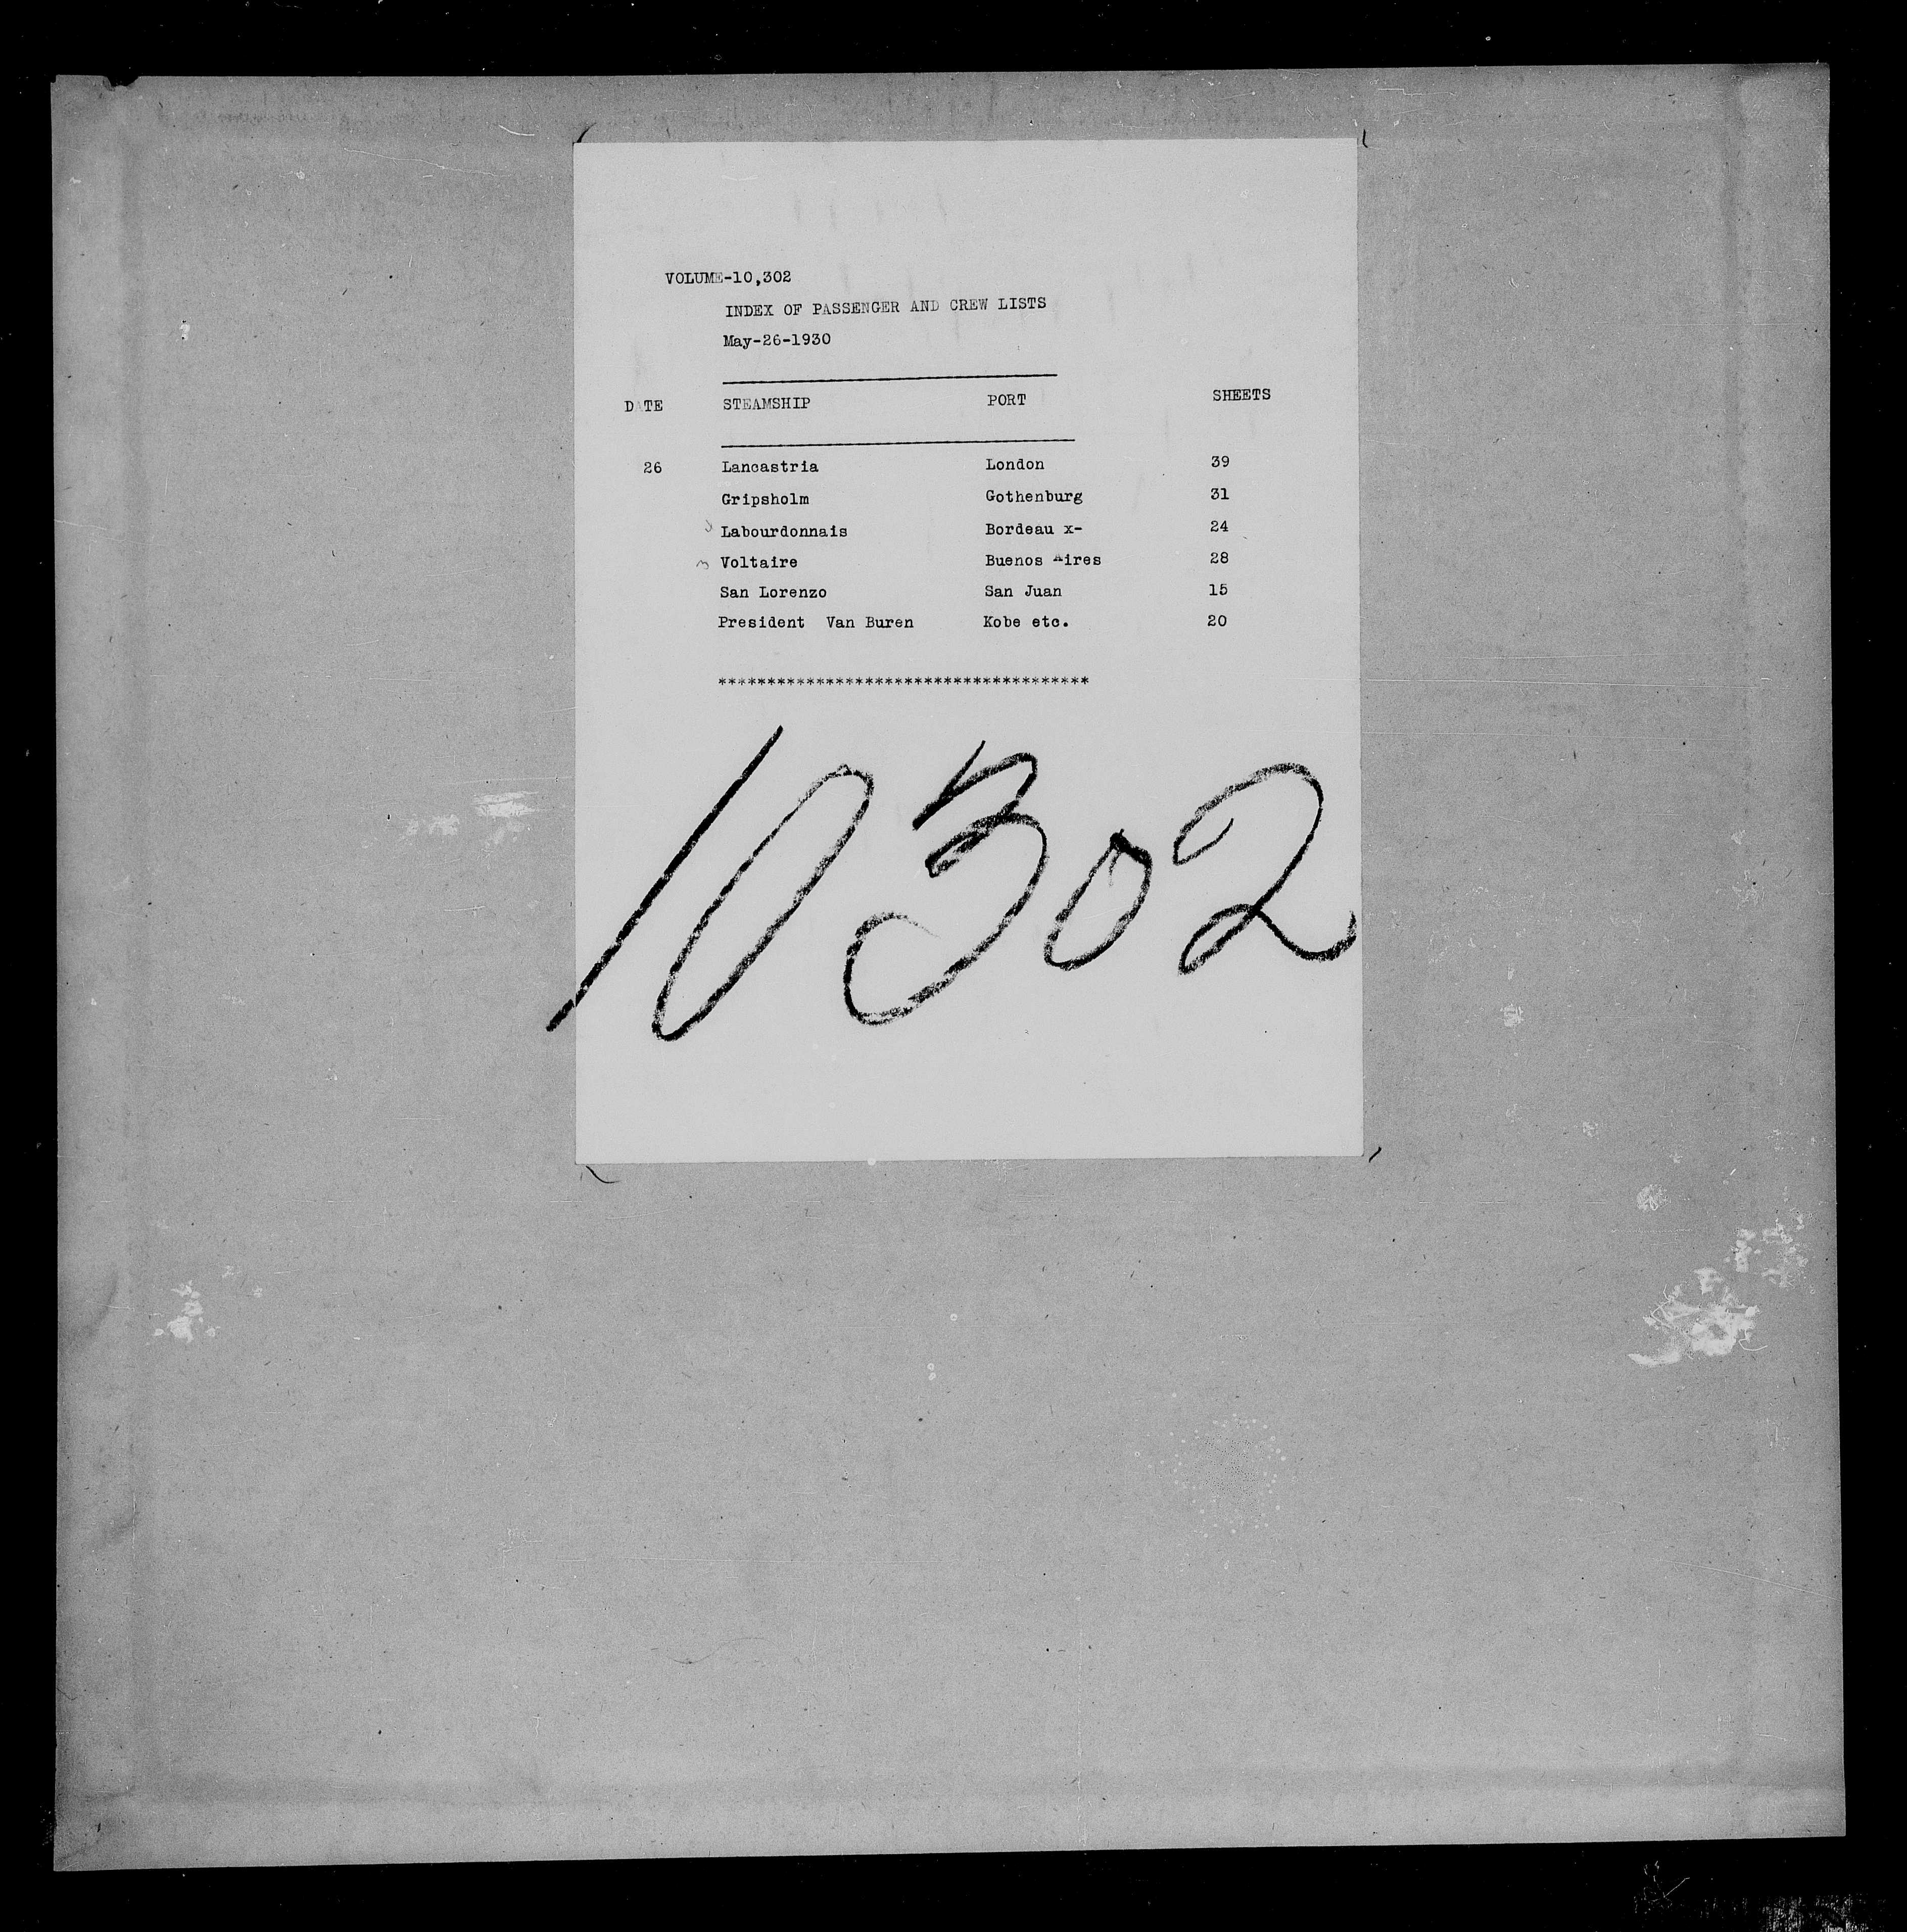 VOLUME-10,302
INDEX OF PASSENGER AND CREW LISTS
May-26-1930
DATE STEAMSHIP PORT SHEETS
26 Lancastria London 39
Gripsholm Gothenburg 31
Labourdonnais Bordeau x- 24
Voltaire Buenos Aires 28
San Lorenzo San Juan 15
President Van Buren Kobe etc. 20
**************************************
10302